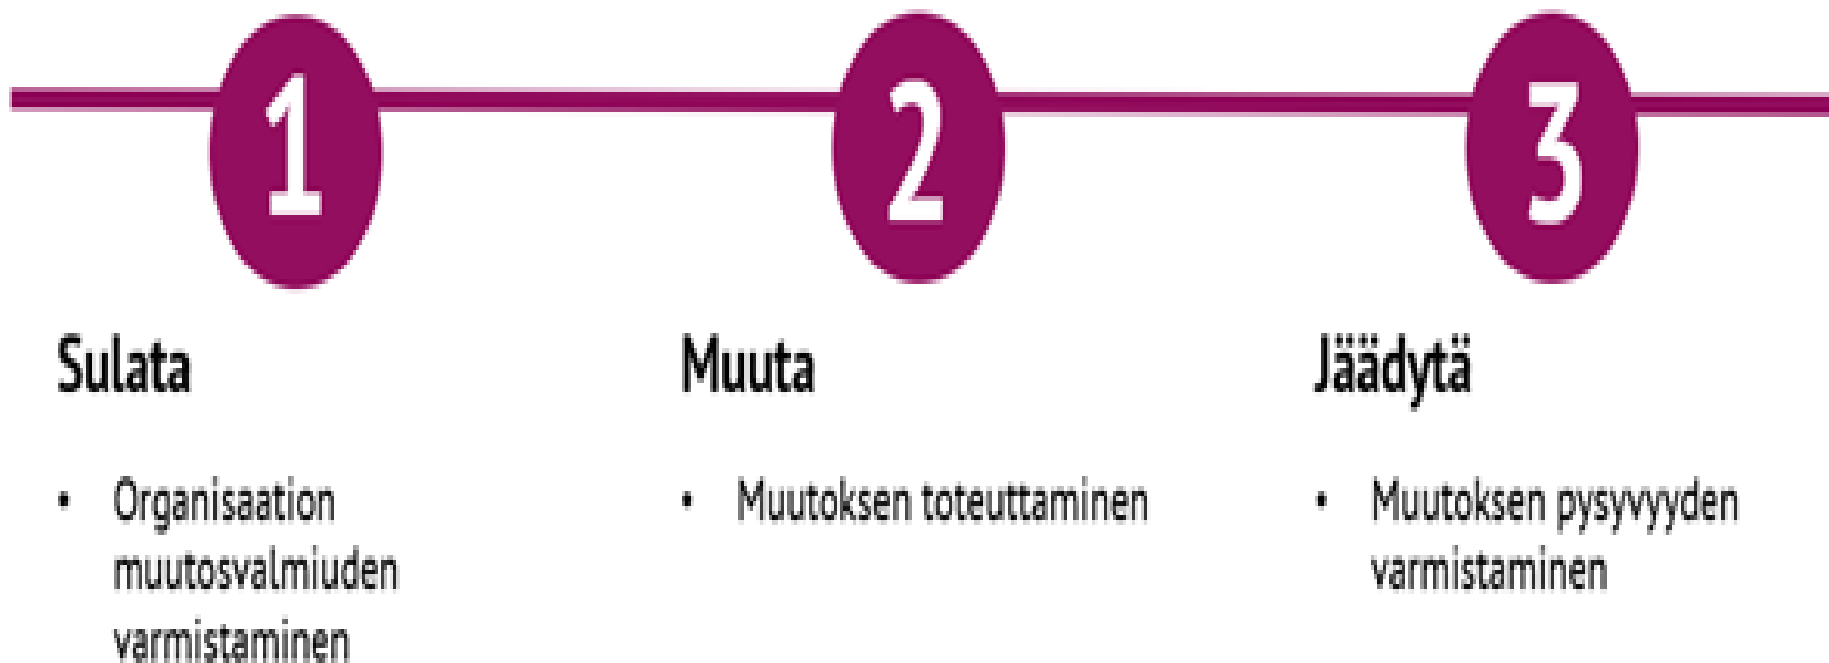 1
2
3
Sulata
• Organisaation
muutosvalmiuden
varmistaminen
Muuta
• Muutoksen toteuttaminen
Jäädytä
• Muutoksen pysyvyyden
varmistaminen